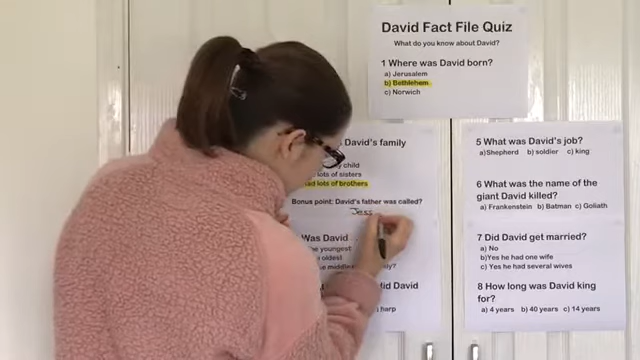 David Fact File Quiz
What do you know about David?
1 Where was David born?
a) Jerusalem
b) Bethlehem
c) Norwich
David's family
child
lots of sisters
had lots of brothers
Bonus point: David's father was called?
Jess
Was David
youngest
oldest
did David
harp
5 What was David's job?
a)Shepherd b) soldier c) king
6 What was the name of the
giant David killed?
a) Frankenstein b) Batman c) Goliath
7 Did David get married?
a) No
b)Yes he had one wife
c) Yes he had several wives
8 How long was David king
for?
a) 4 years b) 40 years c) 14 years